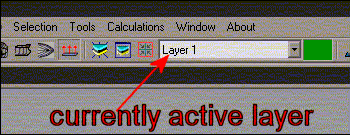 Selection Tools Calculations Window About
Layer 1
currently active layer